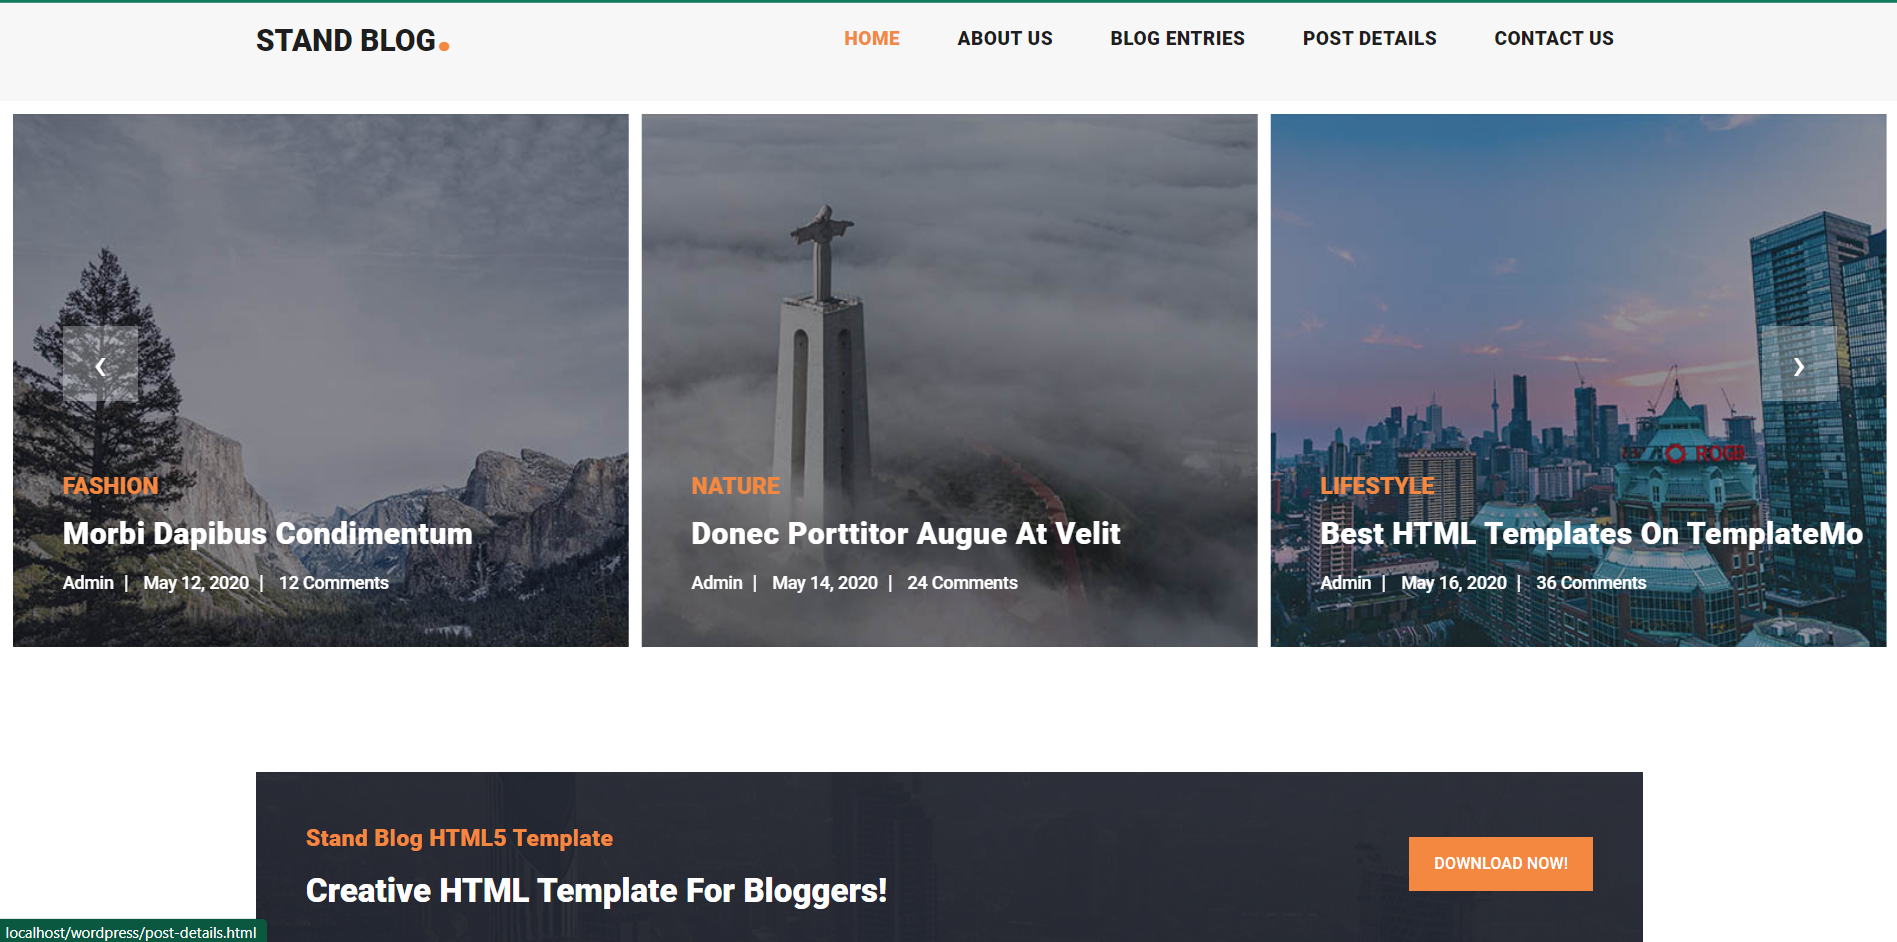 STAND BLOG.
HOME ABOUT US BLOG ENTRIES POST DETAILS CONTACT US
FASHION
Morbi Dapibus Condimentum
Admin | May 12, 2020 | 12 Comments
NATURE
Donec Porttitor Augue At Velit
Admin | May 14, 2020 | 24 Comments
LIFESTYLE
Best HTML Templates On TemplateMo
Admin | May 16, 2020 | 36 Comments
Stand Blog HTML5 Template
Creative HTML Template For Bloggers!
DOWNLOAD NOW!
localhost/wordpress/post-details.html